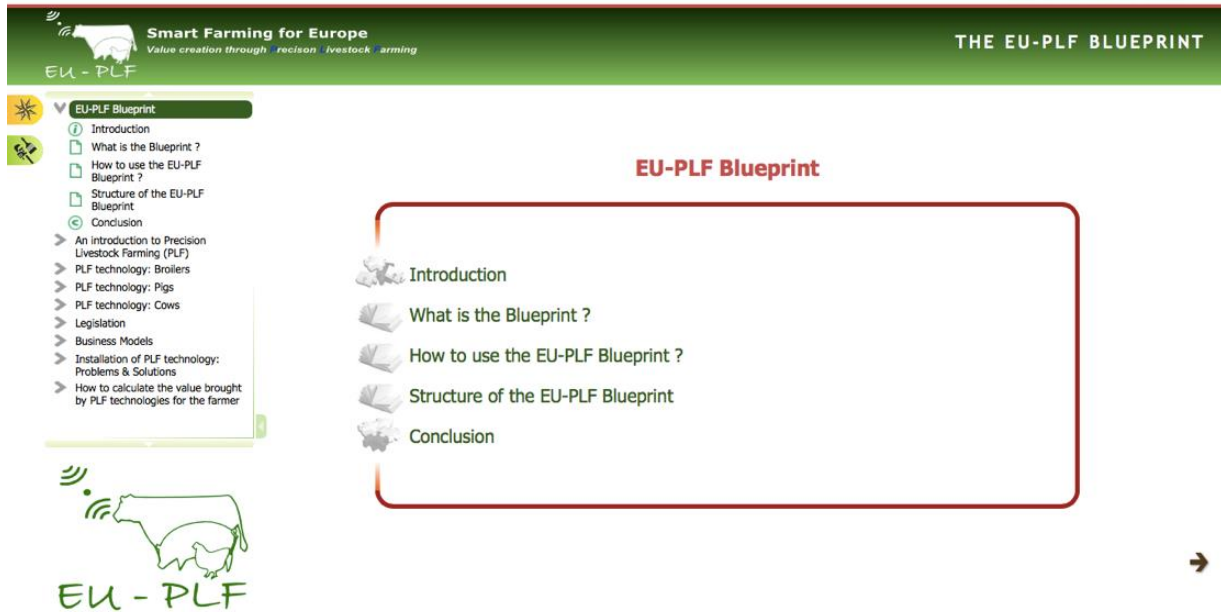 Smart Farming for Europe
Value creation through Precison Livestock Farming
EU - PLF
THE EU-PLF BLUEPRINT
EU-PLF Blueprint
Introduction
What is the Blueprint ?
How to use the EU-PLF
Blueprint ?
Structure of the EU-PLF
Blueprint
Conclusion
An introduction to Precision
Livestock Farming (PLF)
PLF technology: Broilers
PLF technology: Pigs
PLF technology: Cows
Legislation
Business Models
Installation of PLF technology:
Problems & Solutions
How to calculate the value brought
by PLF technologies for the farmer
EU-PLF Blueprint
Introduction
What is the Blueprint ?
How to use the EU-PLF Blueprint ?
Structure of the EU-PLF Blueprint
Conclusion
EU - PLF